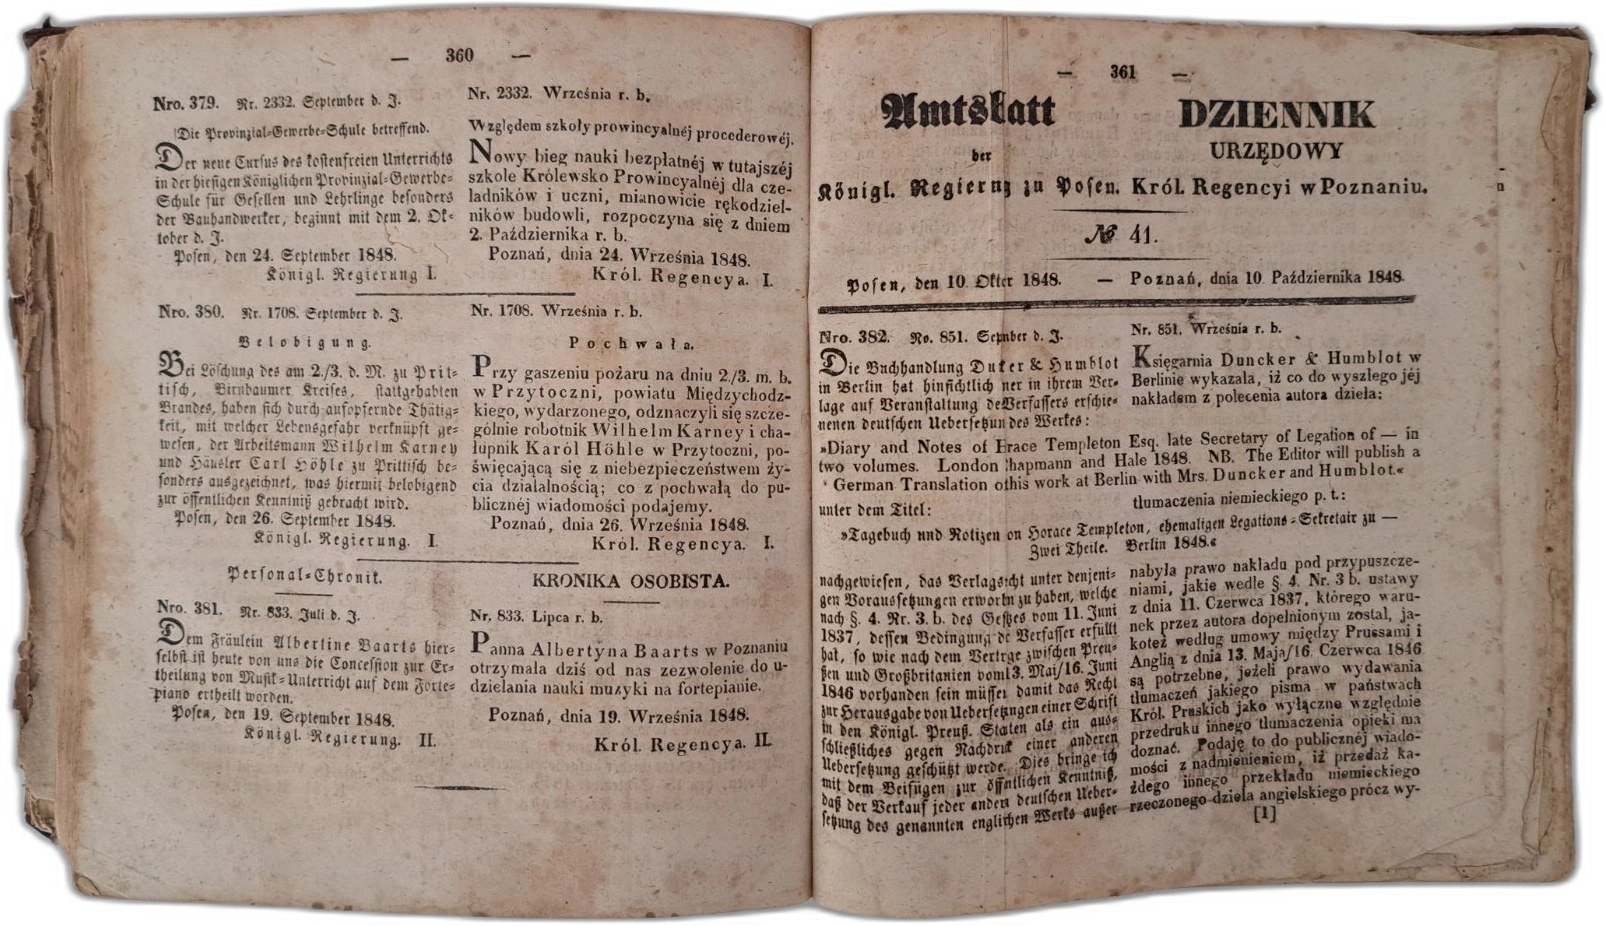 — 360 —
Nro. 379. Nr. 2332. September d. J.
Die Provinzial-Gewerbe-Schule betreffend.
Der neue Cursus des kostenfreien Unterrichts
in der hiesigen Königlichen Provinzial-Gewerbe-
Schule für Gesellen und Lehrlinge besonders
der Bauhandwerker, beginnt mit dem 2. Ok-
tober d. J.
Posen, den 24. September 1848.
Königl. Regierung I.
Nr. 2332. Września r. b.
Względem szkoły prowincyalnéj procederowéj.
Nowy bieg nauki bezpłatnéj w tutajszéj
szkole Królewsko Prowincyalnéj dla cze-
ladników i uczni, mianowicie rękodziel-
ników budowli, rozpoczyna się z dniem
2. Października r. b.
Poznań, dnia 24. Września 1848.
Król. Regencya. I.
Nro. 380. Nr. 1708. September d. J.
Belobigung.
Bei Löschung des am 2./3. d. M. zu Prit-
tisch, Birnbaumer Kreises, stattgehabten
Brandes, haben sich durch aufopfernde Thätig-
keit, mit welcher Lebensgefahr verknüpft ge-
wesen, der Arbeitsmann Wilhelm Karney
und Häusler Carl Höhle zu Prittisch be-
sonders ausgezeichnet, was hiermit belobigend
zur öffentlichen Kenntniß gebracht wird.
Posen, den 26. September 1848.
Königl. Regierung. I.
Nr. 1708. Września r. b.
Pochwała.
Przy gaszeniu pożaru na dniu 2./3. m. b.
w Przytoczni, powiatu Międzychodz-
kiego, wydarzonego, odznaczyli się szcze-
gólnie robotnik Wilhelm Karney i cha-
łupnik Karól Höhle w Przytoczni, po-
święcającą się z niebezpieczeństwem ży-
cia działalnością; co z pochwałą do pu-
blicznéj wiadomości podajemy.
Poznań, dnia 26. Września 1848.
Król. Regencya. I.
Personal-Chronik.
Nro. 381. Nr. 833. Juli d. J.
Dem Fräulein Albertine Baarts hier-
selbst ist heute von uns die Concession zur Er-
theilung von Musik-Unterricht auf dem Forte-
piano ertheilt worden.
Posen, den 19. September 1848.
Königl. Regierung. II.
KRONIKA OSOBISTA.
Nr. 833. Lipca r. b.
Panna Albertyna Baarts w Poznaniu
otrzymała dziś od nas zezwolenie do u-
dzielania nauki muzyki na fortepianie.
Poznań, dnia 19. Września 1848.
Król. Regencya. II.
— 361 —
Amtsblatt
der
Königl. Regierng zu Posen.
DZIENNIK
URZĘDOWY
Król. Regencyi w Poznaniu.
№ 41.
Posen, den 10. Okter 1848. — Poznań, dnia 10. Października 1848.
Nro. 382. No. 851. Sepmber d. J.
Die Buchhandlung Duker & Humblot
in Berlin hat hinsichtlich ner in ihrem Ver-
lage auf Veranstaltung deVerfassers erschie-
nenen deutschen Uebersetzun des Werkes:
Nr. 851. Września r. b.
Księgarnia Duncker & Humblot w
Berlinie wykazała, iż co do wyszłego jéj
nakładem z polecenia autora dzieła:
»Diary and Notes of Hrace Templeton Esq. late Secretary of Legation of — in
two volumes. London hapmann and Hale 1848. NB. The Editor will publish a
German Translation othis work at Berlin with Mrs. Duncker and Humblot.«
unter dem Titel:
tłumaczenia niemieckiego p. t.:
»Tagebuch und Notizen on Horace Templeton, ehemaligen Legations-Sekretair zu —
Zwei Theile. Berlin 1848.«
nachgewiesen, das Verlagsrcht unter denjeni-
gen Voraussetzungen erworbn zu haben, welche
nach §. 4. Nr. 3. b. des Gestzes vom 11. Juni
1837, dessen Bedingung de Verfasser erfüllt
hat, so wie nach dem Vertrge zwischen Preu-
ßen und Großbritanien vom13. Mai/16. Juni
1846 vorhanden sein müssen, damit das Recht
zur Herausgabe von Uebersetzungen einer Schrift
in den Königl. Preuß. Staten als ein aus-
schließliches gegen Nachdruk einer anderen
Uebersetzung geschützt werde. Dies bringe ich
mit dem Beifügen zur öffentlichen Kenntniß,
daß der Verkauf jeder andern deutschen Ueber-
setzung des genannten englichen Werks außer
nabyła prawo nakładu pod przypuszcze-
niami, jakie wedle §. 4. Nr. 3 b. ustawy
z dnia 11. Czerwca 1837, którego waru-
nek przez autora dopełnionym został, ja-
koteż według umowy między Prussami i
Anglią z dnia 13. Maja/16. Czerwca 1846
są potrzebne, jeżeli prawo wydawania
tłumaczeń jakiego pisma w państwach
Król. Pruskich jako wyłączne względnie
przedruku innego tłumaczenia opieki ma
doznać. Podaję to do publicznéj wiado-
mości z nadmienieniem, iż przedaż ka-
żdego innego przekładu niemieckiego
rzeczonego dzieła angielskiego prócz wy-
[1]